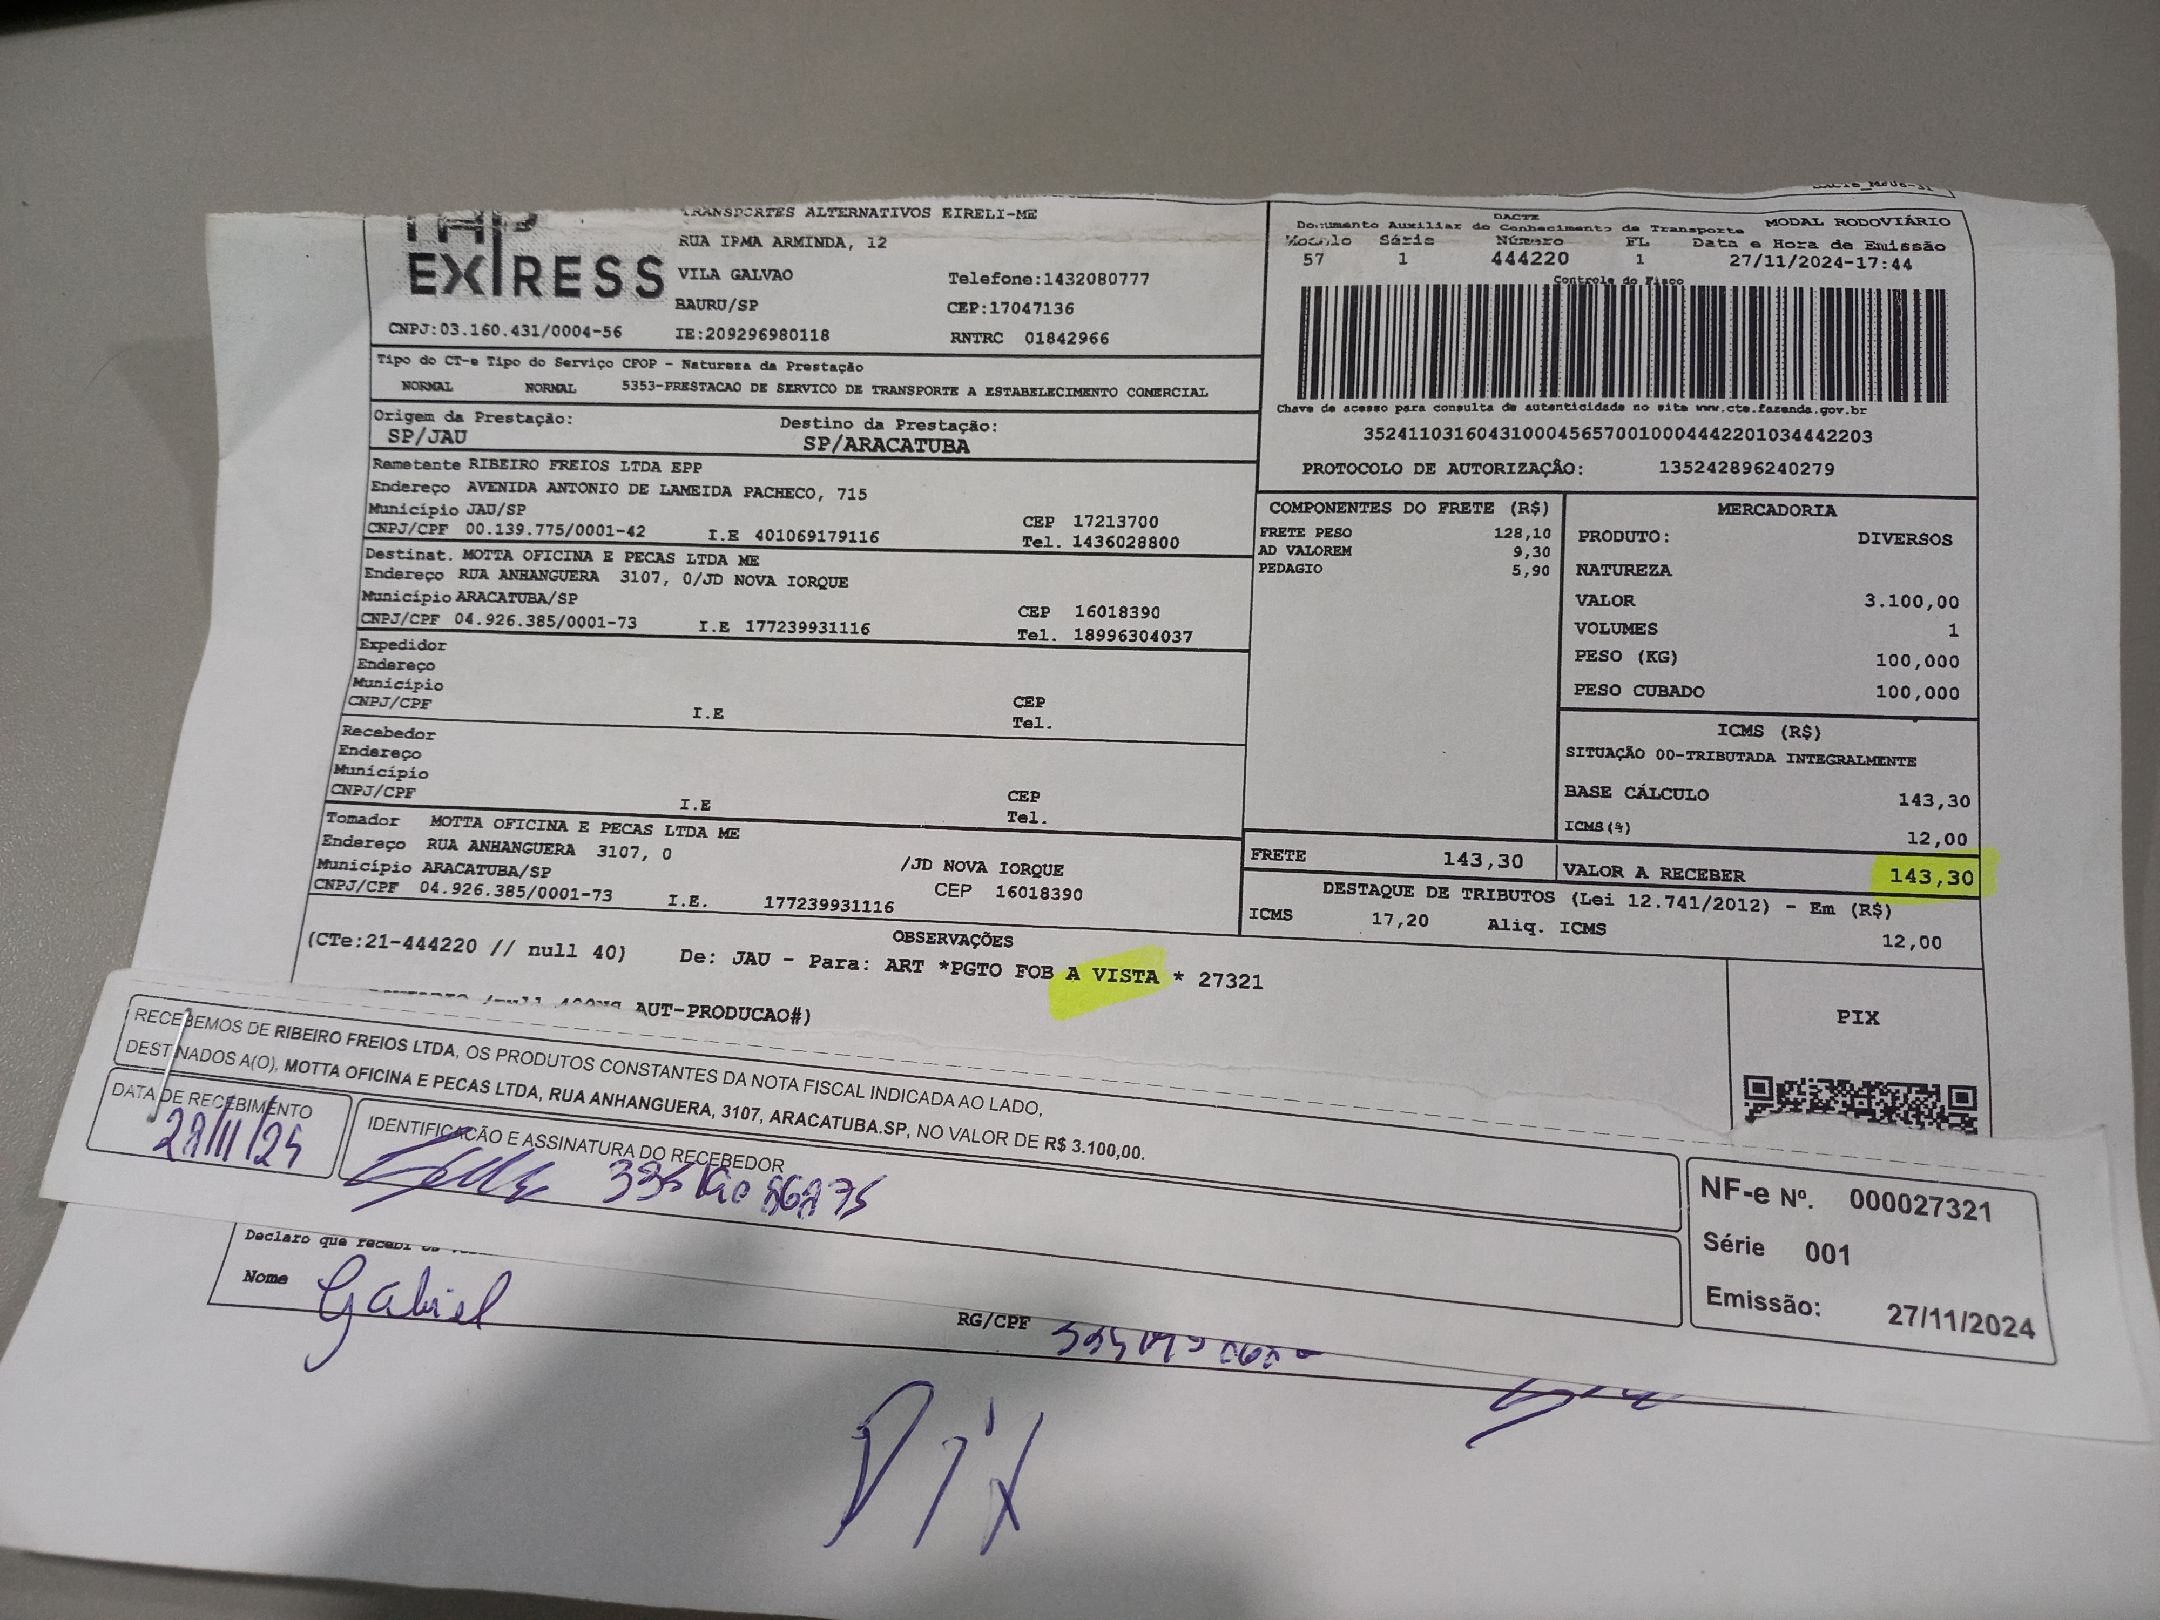 EXPRESS
TRANSPORTES ALTERNATIVOS EIRELI-ME
RUA IRMA ARMINDA, 12
VILA GALVAO Telefone:1432080777
BAURU/SP CEP:17047136
CNPJ:03.160.431/0004-56 IE:209296980118 RNTRC 01842966
DACTE MODAL RODOVIÁRIO
Documento Auxiliar do Conhecimento de Transporte
Modelo Série Número FL Data e Hora de Emissão
57 1 444220 1 27/11/2024-17:44
Controle do Fisco
Chave de acesso para consulta de autenticidade no site www.cte.fazenda.gov.br
35241103160431000456570010004442201034442203
PROTOCOLO DE AUTORIZAÇÃO: 135242896240279
Tipo do CT-e Tipo do Serviço CFOP - Natureza da Prestação
NORMAL NORMAL 5353-PRESTACAO DE SERVICO DE TRANSPORTE A ESTABELECIMENTO COMERCIAL
Origem da Prestação: Destino da Prestação:
SP/JAU SP/ARACATUBA
Remetente RIBEIRO FREIOS LTDA EPP
Endereço AVENIDA ANTONIO DE LAMEIDA PACHECO, 715
Município JAU/SP CEP 17213700
CNPJ/CPF 00.139.775/0001-42 I.E 401069179116 Tel. 1436028800
Destinat. MOTTA OFICINA E PECAS LTDA ME
Endereço RUA ANHANGUERA 3107, 0/JD NOVA IORQUE
Município ARACATUBA/SP CEP 16018390
CNPJ/CPF 04.926.385/0001-73 I.E 177239931116 Tel. 18996304037
Expedidor
Endereço
Município CEP
CNPJ/CPF I.E Tel.
Recebedor
Endereço
Município CEP
CNPJ/CPF I.E Tel.
Tomador MOTTA OFICINA E PECAS LTDA ME
Endereço RUA ANHANGUERA 3107, 0 /JD NOVA IORQUE
Município ARACATUBA/SP CEP 16018390
CNPJ/CPF 04.926.385/0001-73 I.E. 177239931116
COMPONENTES DO FRETE (R$)
FRETE PESO 128,10
AD VALOREM 9,30
PEDAGIO 5,90
MERCADORIA
PRODUTO: DIVERSOS
NATUREZA
VALOR 3.100,00
VOLUMES 1
PESO (KG) 100,000
PESO CUBADO 100,000
ICMS (R$)
SITUAÇÃO 00-TRIBUTADA INTEGRALMENTE
BASE CÁLCULO 143,30
ICMS(%) 12,00
FRETE 143,30 VALOR A RECEBER 143,30
DESTAQUE DE TRIBUTOS (Lei 12.741/2012) - Em (R$)
ICMS 17,20 Aliq. ICMS 12,00
OBSERVAÇÕES
(CTe:21-444220 // null 40) De: JAU - Para: ART *PGTO FOB A VISTA * 27321
AUT-PRODUCAO#)
PIX
RECEBEMOS DE RIBEIRO FREIOS LTDA, OS PRODUTOS CONSTANTES DA NOTA FISCAL INDICADA AO LADO,
DESTINADOS A(O), MOTTA OFICINA E PECAS LTDA, RUA ANHANGUERA, 3107, ARACATUBA.SP, NO VALOR DE R$ 3.100,00.
DATA DE RECEBIMENTO IDENTIFICACÃO E ASSINATURA DO RECEBEDOR
NF-e Nº. 000027321
Série 001
Emissão: 27/11/2024
Declaro que recebi os
Nome Gabriel RG/CPF
Pix